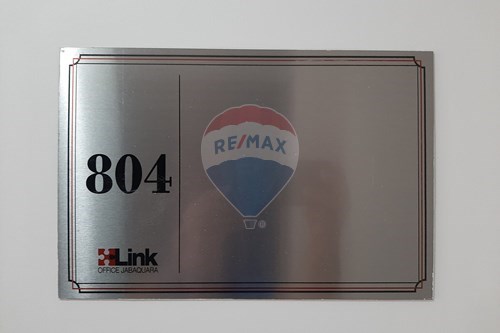 804
Link
OFFICE JABAQUARA
RE/MAX